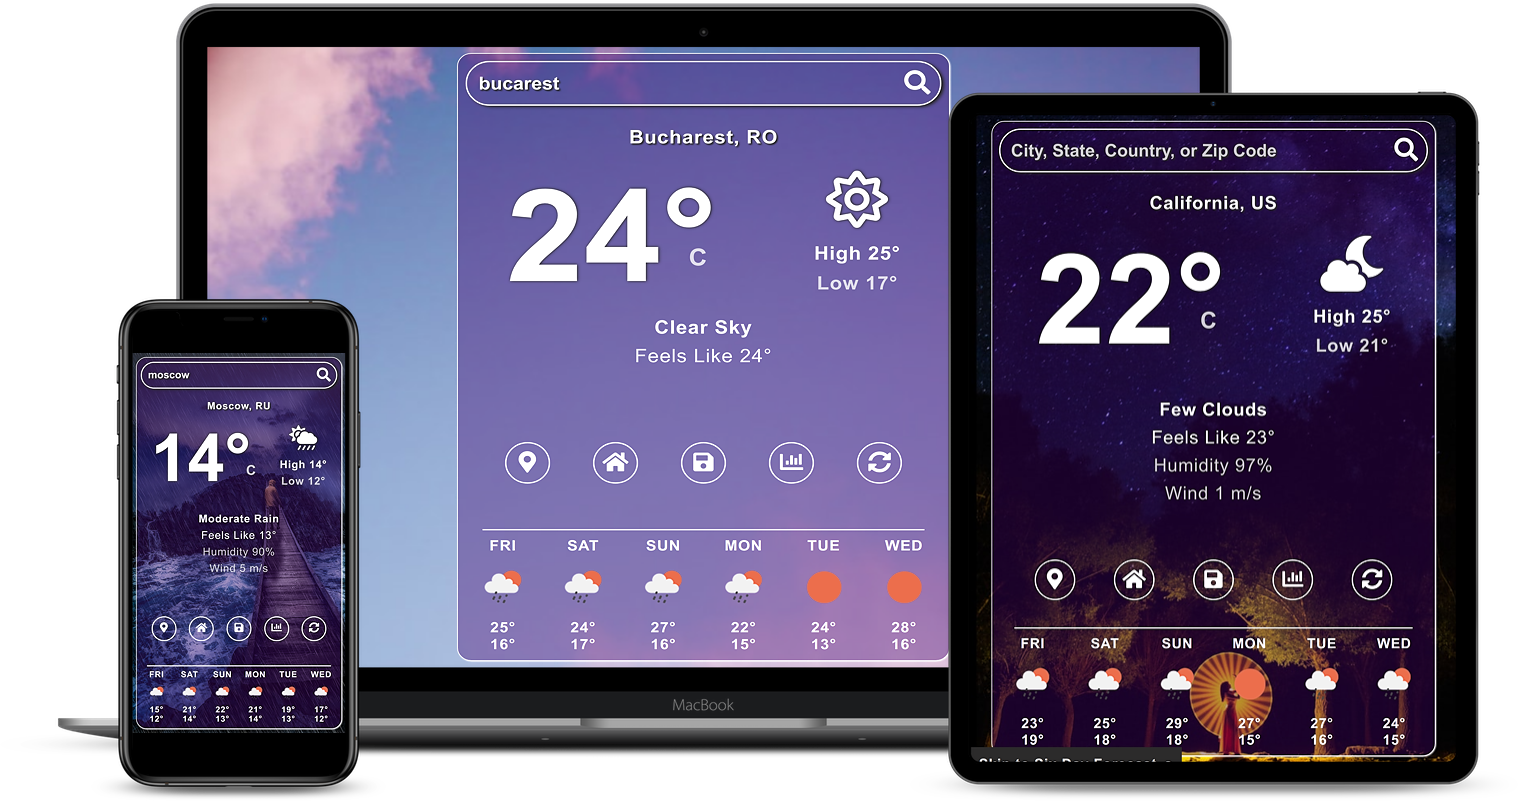 bucarest
Bucharest, RO
24°
C
High 25°
Low 17°
Clear Sky
Feels Like 24°
FRI SAT SUN MON TUE WED
25° 24° 27° 22° 24° 28°
16° 17° 16° 15° 13° 16°
MacBook
moscow
Moscow, RU
14°
C
High 14°
Low 12°
Moderate Rain
Feels Like 13°
Humidity 90%
Wind 5 m/s
FRI SAT SUN MON TUE WED
15° 21° 22° 21° 19° 17°
12° 14° 13° 14° 13° 12°
City, State, Country, or Zip Code
California, US
22°
C
High 25°
Low 21°
Few Clouds
Feels Like 23°
Humidity 97%
Wind 1 m/s
FRI SAT SUN MON TUE WED
23° 25° 29° 27° 27° 24°
19° 18° 18° 15° 16° 15°
Skip to Six Day Forecast